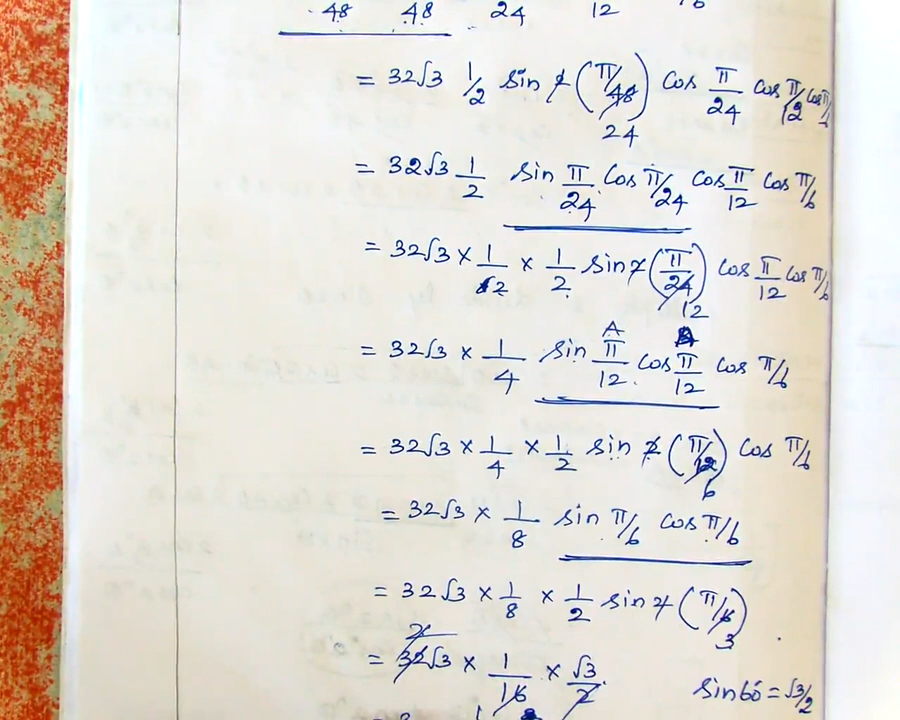 48 48 24 12 6
= 32√3 1/2 sin 2 (π/48) cos π/24 cos π/12 cos π/6
24
= 32√3 1/2 sin π/24 cos π/24 cos π/12 cos π/6
= 32√3 × 1/2 × 1/2 sin 2 (π/24) cos π/12 cos π/6
12
A
= 32√3 × 1/4 sin π/12 cos π/12 cos π/6
= 32√3 × 1/4 × 1/2 sin 2 (π/12) cos π/6
6
= 32√3 × 1/8 sin π/6 cos π/6
= 32√3 × 1/8 × 1/2 sin 2 (π/6)
3
2
= 32√3 × 1/16 × √3/2
sin 60° = √3/2